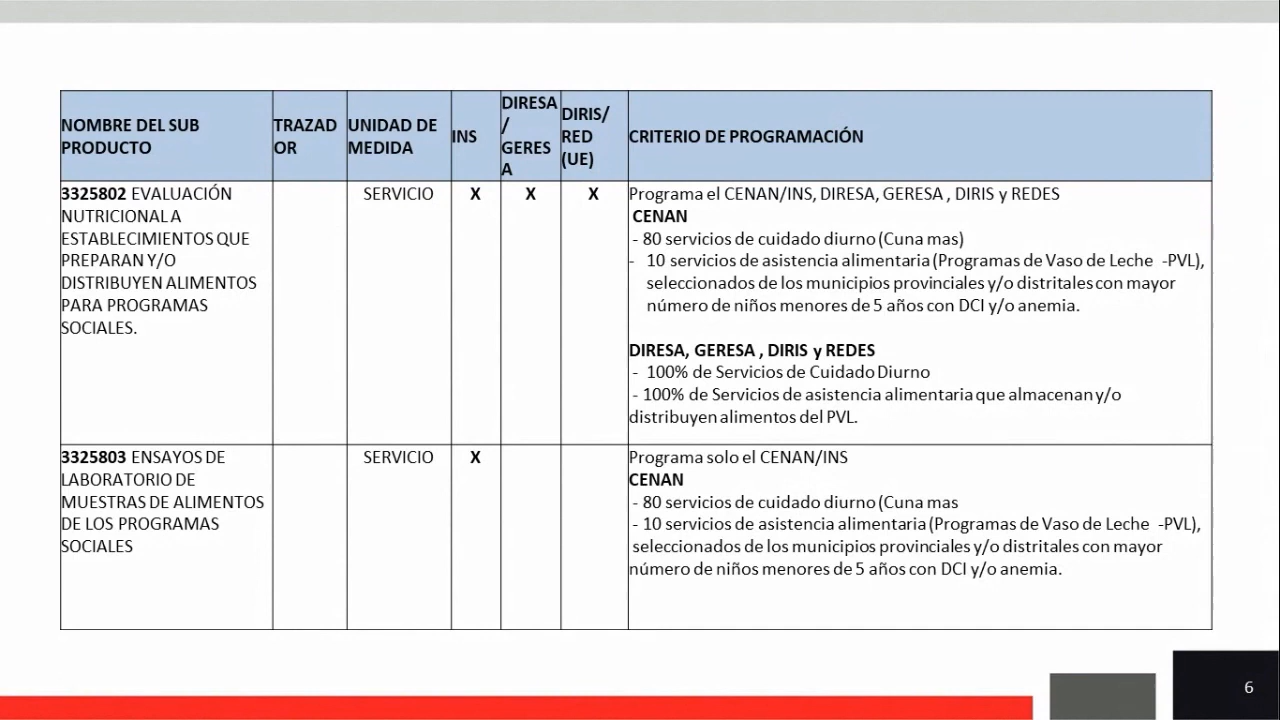 NOMBRE DEL SUB
PRODUCTO
TRAZAD
OR
UNIDAD DE
MEDIDA
INS
DIRESA
/
GERES
A
DIRIS/
RED
(UE)
CRITERIO DE PROGRAMACIÓN
3325802 EVALUACIÓN
NUTRICIONAL A
ESTABLECIMIENTOS QUE
PREPARAN Y/O
DISTRIBUYEN ALIMENTOS
PARA PROGRAMAS
SOCIALES.
SERVICIO
X
X
X
Programa el CENAN/INS, DIRESA, GERESA , DIRIS y REDES
CENAN
- 80 servicios de cuidado diurno (Cuna mas)
- 10 servicios de asistencia alimentaria (Programas de Vaso de Leche -PVL),
seleccionados de los municipios provinciales y/o distritales con mayor
número de niños menores de 5 años con DCI y/o anemia.
DIRESA, GERESA , DIRIS y REDES
- 100% de Servicios de Cuidado Diurno
- 100% de Servicios de asistencia alimentaria que almacenan y/o
distribuyen alimentos del PVL.
3325803 ENSAYOS DE
LABORATORIO DE
MUESTRAS DE ALIMENTOS
DE LOS PROGRAMAS
SOCIALES
SERVICIO
X
Programa solo el CENAN/INS
CENAN
- 80 servicios de cuidado diurno (Cuna mas
- 10 servicios de asistencia alimentaria (Programas de Vaso de Leche -PVL),
seleccionados de los municipios provinciales y/o distritales con mayor
número de niños menores de 5 años con DCI y/o anemia.
6